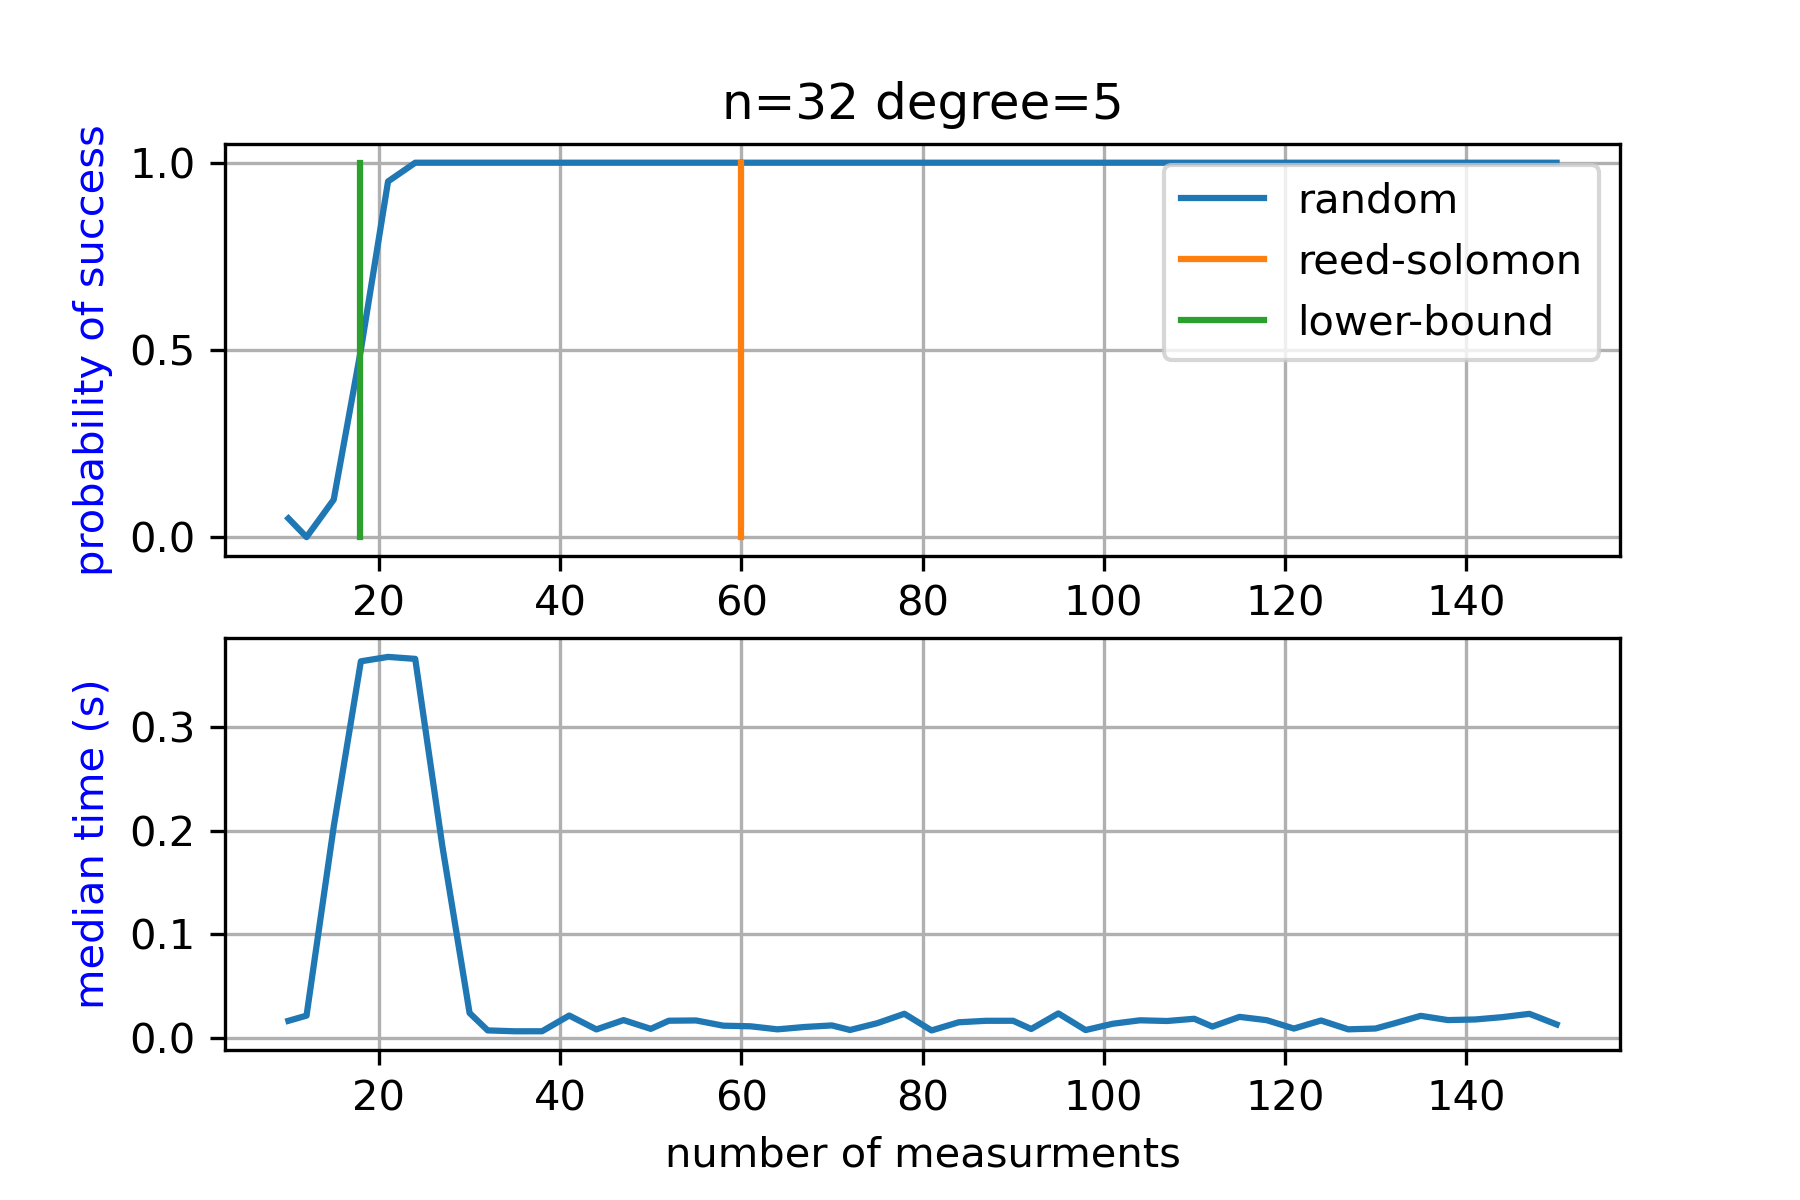 n=32 degree=5
probability of success
1.0
0.5
0.0
random
reed-solomon
lower-bound
20 40 60 80 100 120 140
median time (s)
0.3
0.2
0.1
0.0
20 40 60 80 100 120 140
number of measurments